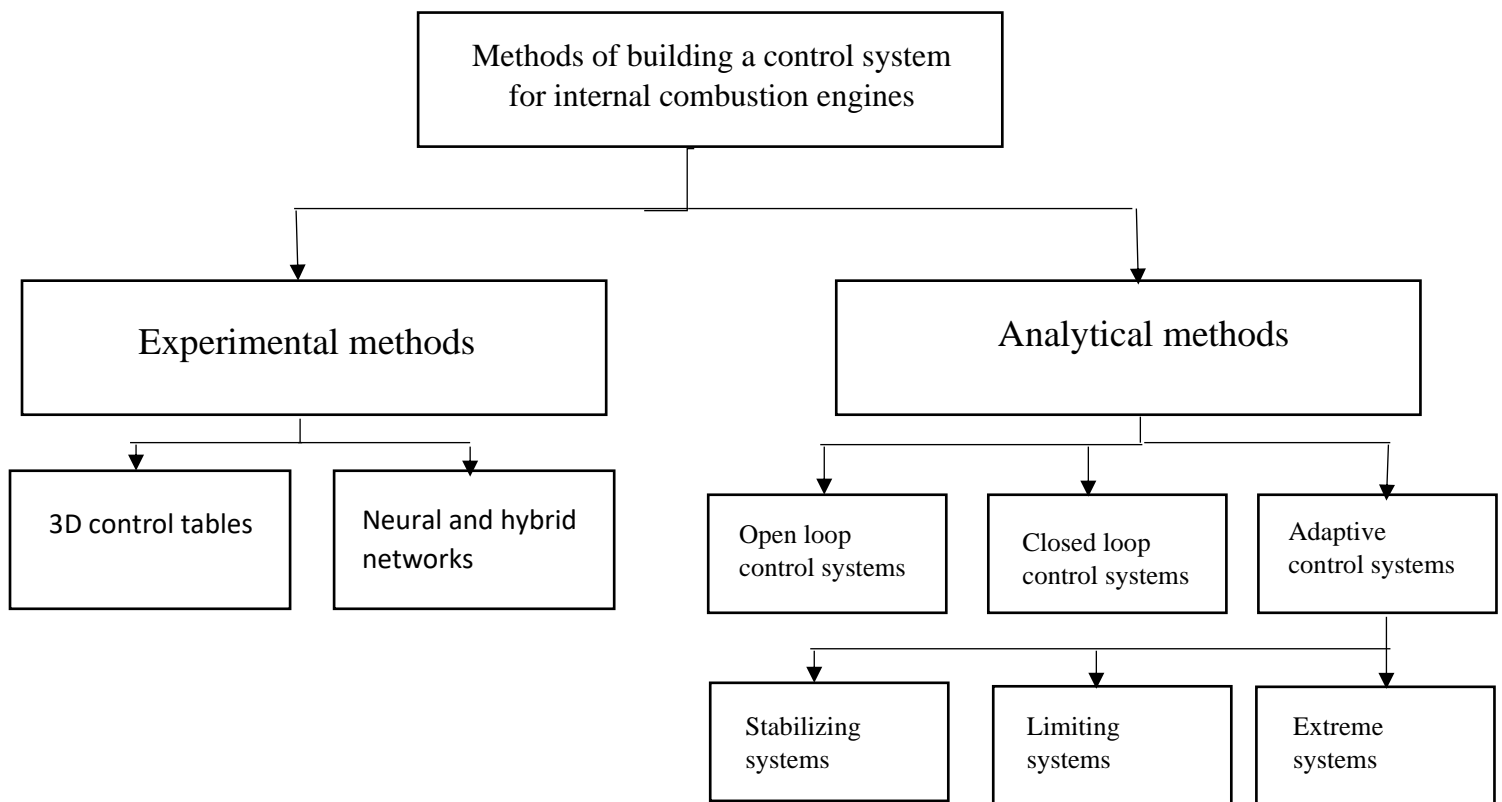 Methods of building a control system
for internal combustion engines
Experimental methods
Analytical methods
3D control tables
Neural and hybrid
networks
Open loop
control systems
Closed loop
control systems
Adaptive
control systems
Stabilizing
systems
Limiting
systems
Extreme
systems